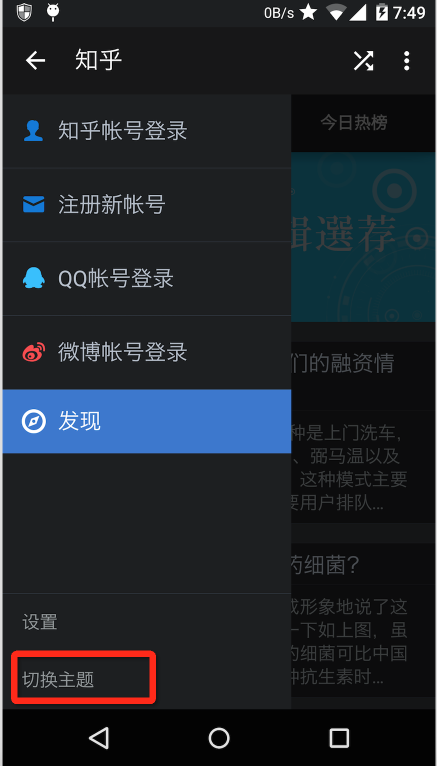 0B/s 7:49
知乎
知乎帐号登录
注册新帐号
QQ帐号登录
微博帐号登录
发现
设置
切换主题
今日热榜
辑選荐
们的融资情
种是上门洗车，
、弼马温以及
这种模式主要
要用户排队...
药细菌?
成形象地说了这
一下如上图，虽
药细菌可比中国
种抗生素时...